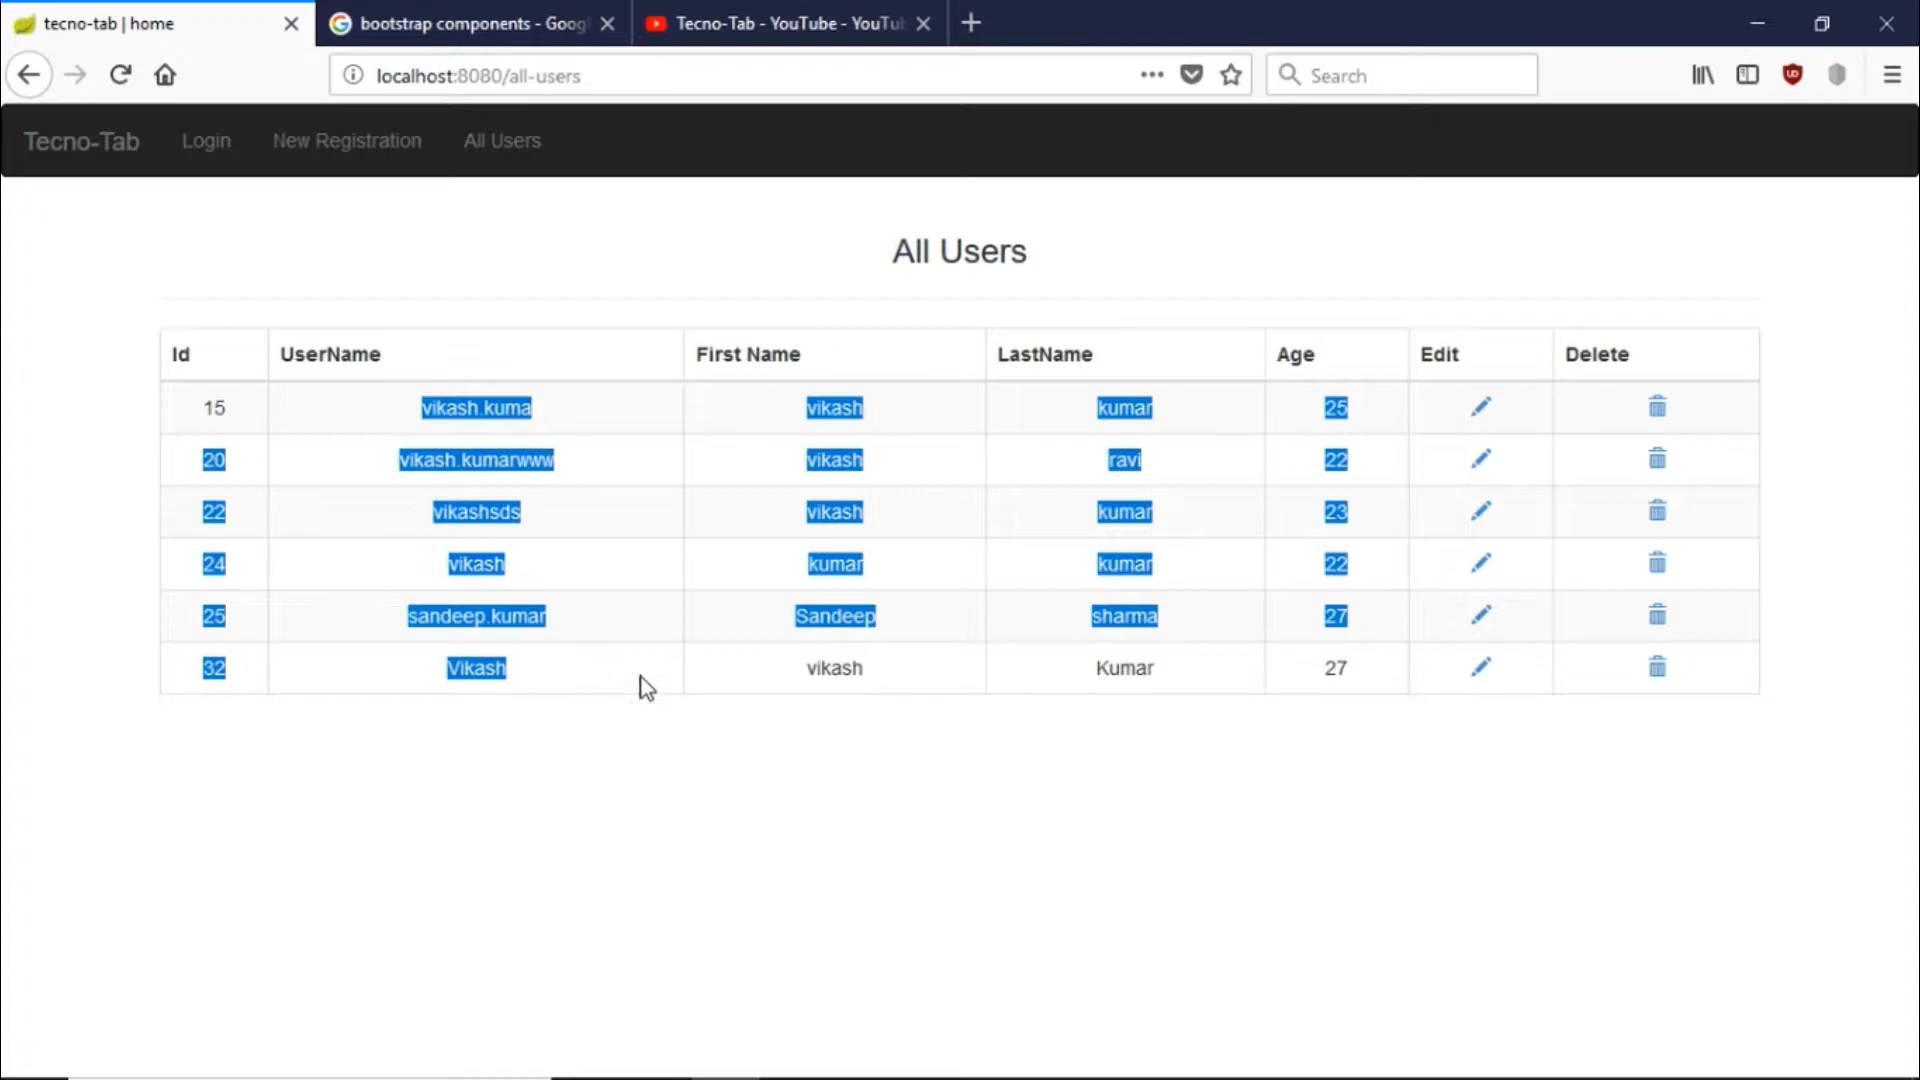 tecno-tab | home
bootstrap components - Goog
Tecno-Tab - YouTube - YouTu
localhost:8080/all-users
Search
Tecno-Tab Login New Registration All Users
All Users
Id UserName First Name LastName Age Edit Delete
15 vikash.kuma vikash kumar 25
20 vikash.kumarwww vikash ravi 22
22 vikashsds vikash kumar 23
24 vikash kumar kumar 22
25 sandeep.kumar Sandeep sharma 27
32 Vikash vikash Kumar 27